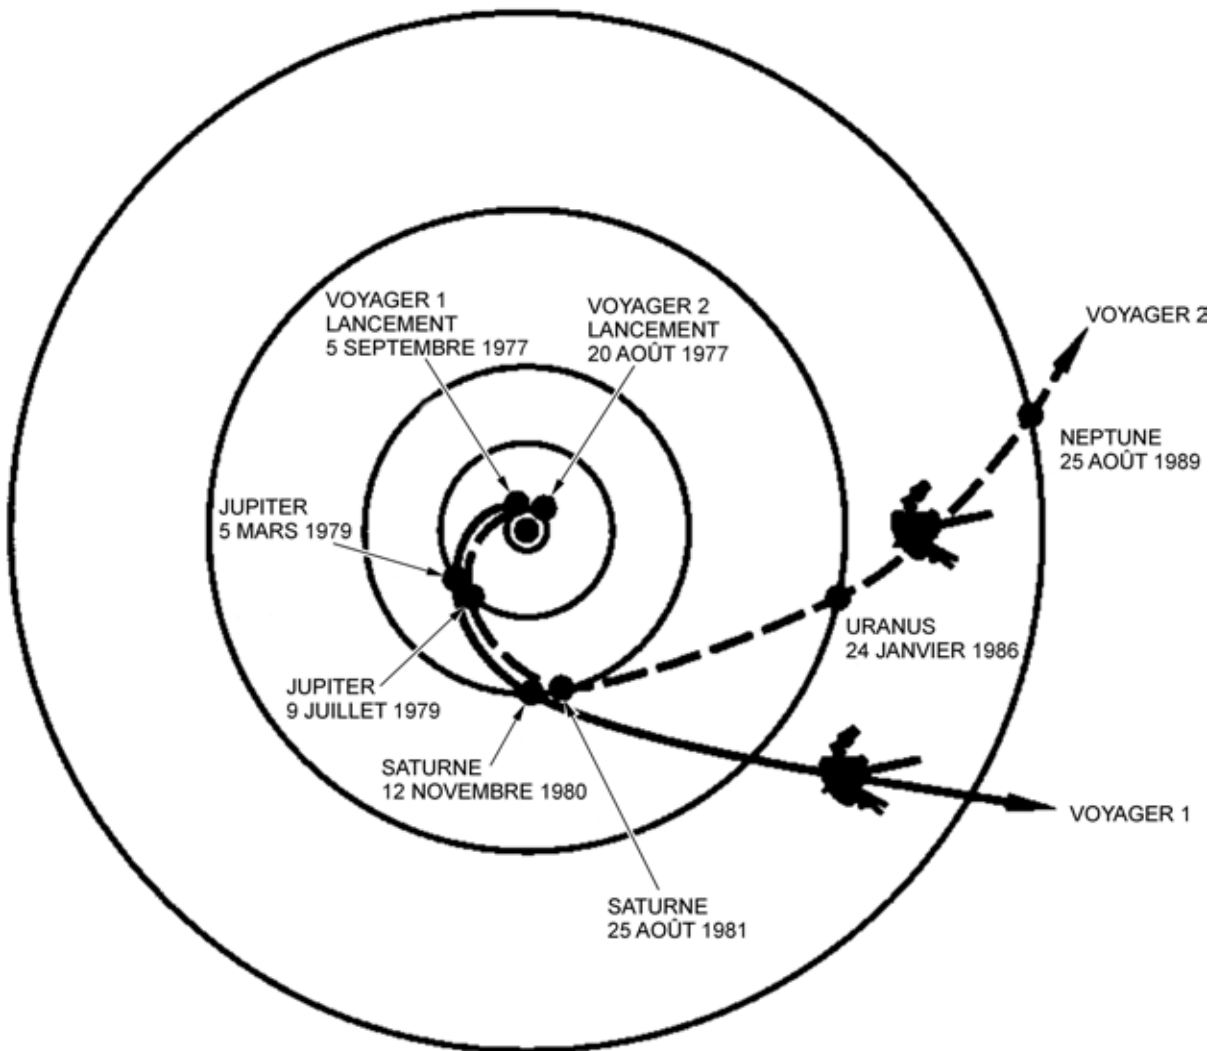 VOYAGER 1
LANCEMENT
5 SEPTEMBRE 1977
VOYAGER 2
LANCEMENT
20 AOÛT 1977
VOYAGER 2
NEPTUNE
25 AOÛT 1989
JUPITER
5 MARS 1979
URANUS
24 JANVIER 1986
JUPITER
9 JUILLET 1979
SATURNE
12 NOVEMBRE 1980
VOYAGER 1
SATURNE
25 AOÛT 1981